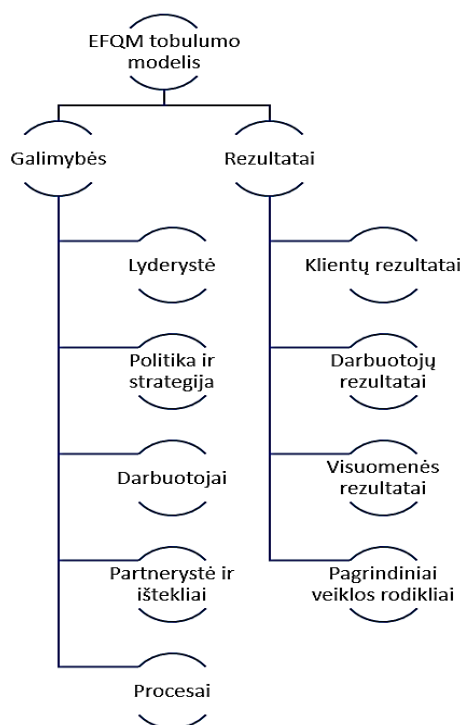 EFQM tobulumo
modelis
Galimybės
Rezultatai
Lyderystė
Politika ir
strategija
Darbuotojai
Partnerystė ir
ištekliai
Procesai
Klientų rezultatai
Darbuotojų
rezultatai
Visuomenės
rezultatai
Pagrindiniai
veiklos rodikliai